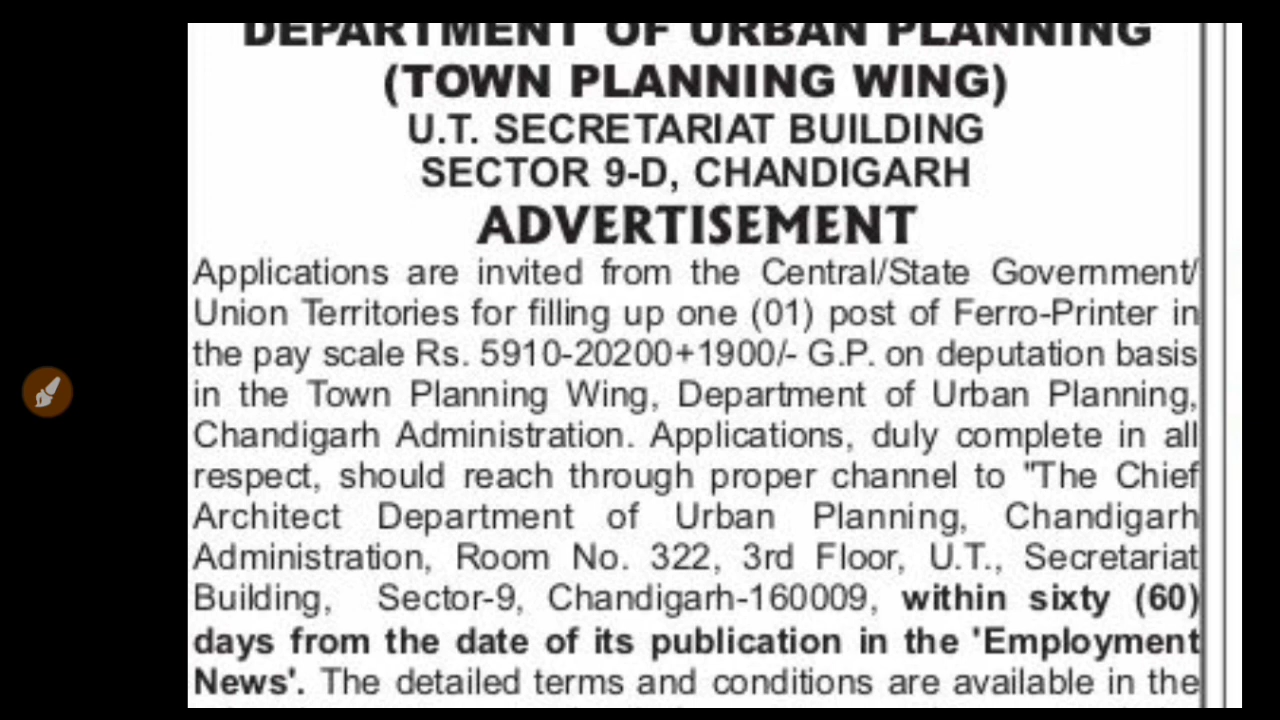 DEPARTMENT OF URBAN PLANNING
(TOWN PLANNING WING)
U.T. SECRETARIAT BUILDING
SECTOR 9-D, CHANDIGARH
ADVERTISEMENT
Applications are invited from the Central/State Government/
Union Territories for filling up one (01) post of Ferro-Printer in
the pay scale Rs. 5910-20200+1900/- G.P. on deputation basis
in the Town Planning Wing, Department of Urban Planning,
Chandigarh Administration. Applications, duly complete in all
respect, should reach through proper channel to "The Chief
Architect Department of Urban Planning, Chandigarh
Administration, Room No. 322, 3rd Floor, U.T., Secretariat
Building, Sector-9, Chandigarh-160009, within sixty (60)
days from the date of its publication in the 'Employment
News'. The detailed terms and conditions are available in the